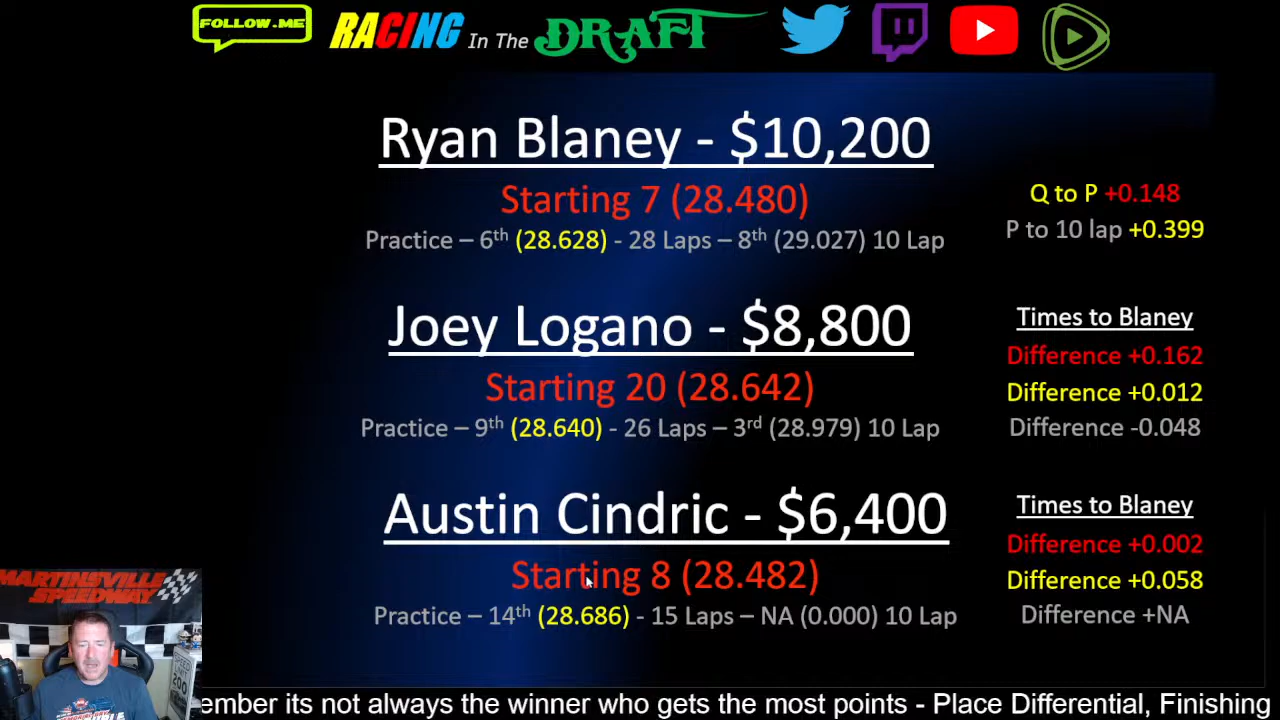 FOLLOW.ME
RACING In The DRAFT
Ryan Blaney - $10,200
Starting 7 (28.480)
Practice – 6th (28.628) - 28 Laps – 8th (29.027) 10 Lap
Q to P +0.148
P to 10 lap +0.399
Joey Logano - $8,800
Starting 20 (28.642)
Practice – 9th (28.640) - 26 Laps – 3rd (28.979) 10 Lap
Times to Blaney
Difference +0.162
Difference +0.012
Difference -0.048
Austin Cindric - $6,400
Starting 8 (28.482)
Practice – 14th (28.686) - 15 Laps – NA (0.000) 10 Lap
Times to Blaney
Difference +0.002
Difference +0.058
Difference +NA
MARTINSVILLE
SPEEDWAY
SPEED
200
ember its not always the winner who gets the most points - Place Differential, Finishing